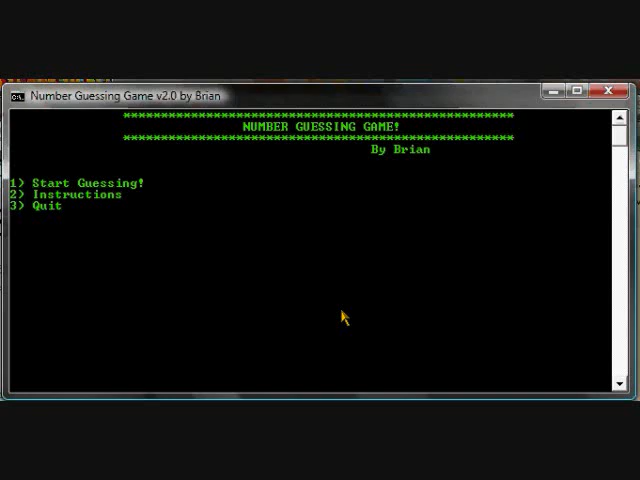 Number Guessing Game v2.0 by Brian
****************************************************
NUMBER GUESSING GAME!
****************************************************
By Brian
1) Start Guessing!
2) Instructions
3) Quit